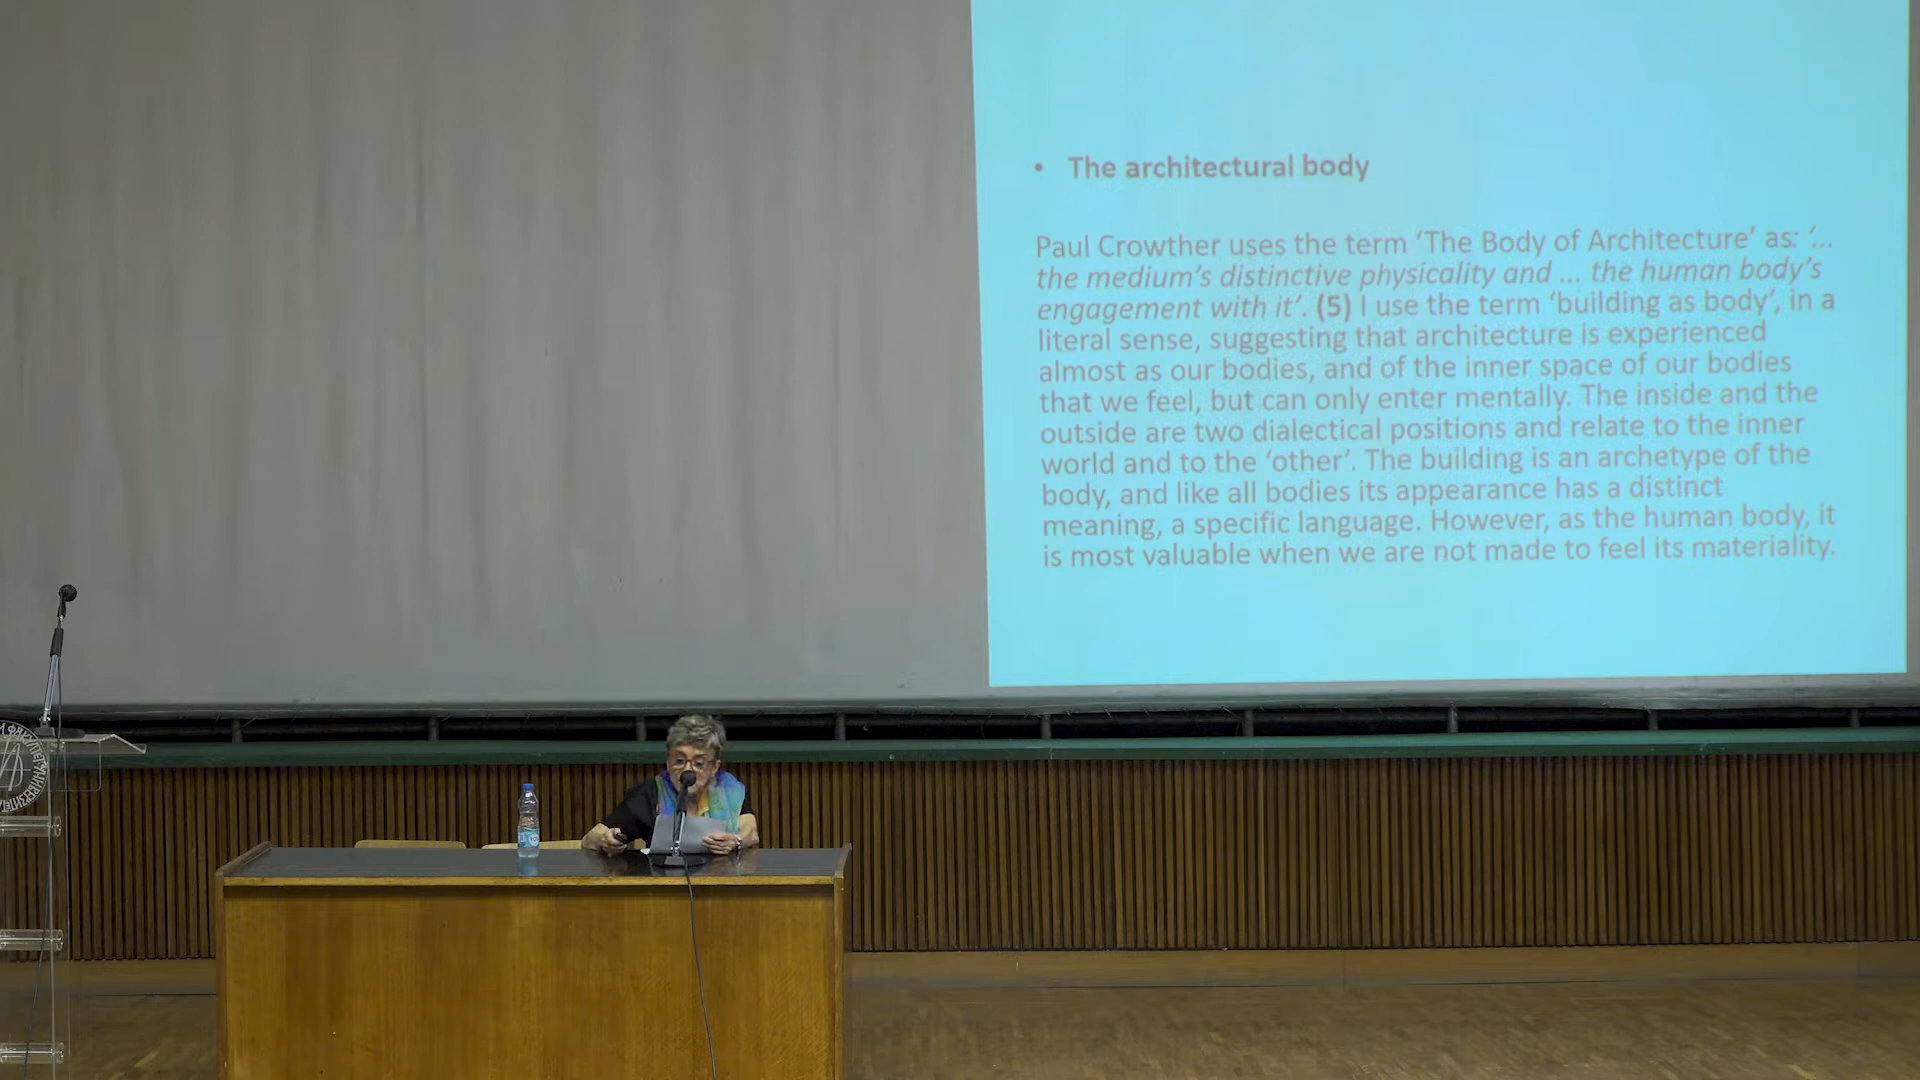 • The architectural body
Paul Crowther uses the term ‘The Body of Architecture’ as: ‘...
the medium’s distinctive physicality and ... the human body’s
engagement with it’. (5) I use the term ‘building as body’, in a
literal sense, suggesting that architecture is experienced
almost as our bodies, and of the inner space of our bodies
that we feel, but can only enter mentally. The inside and the
outside are two dialectical positions and relate to the inner
world and to the ‘other’. The building is an archetype of the
body, and like all bodies its appearance has a distinct
meaning, a specific language. However, as the human body, it
is most valuable when we are not made to feel its materiality.